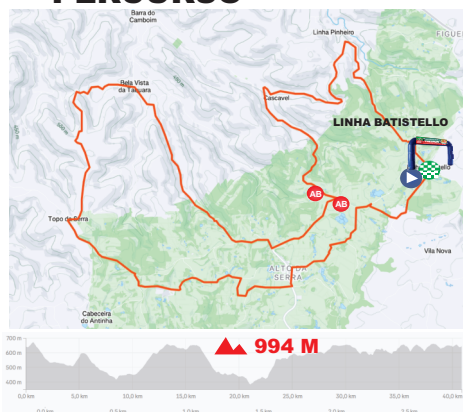 PERCURSO
Barra do
Camboim
Linha Pinheiro
FIGUE
Bela Vista
da Taquara
Cascavel
LINHA BATISTELLO
AB
AB
Topo da Serra
Vila Nova
ALTO DA
SERRA
Cabeceira
do Antinha
994 M
700 m
600 m
500 m
400 m
0,0 km
5,0 km
10,0 km
15,0 km
20,0 km
25,0 km
30,0 km
35,0 km
40,0 km